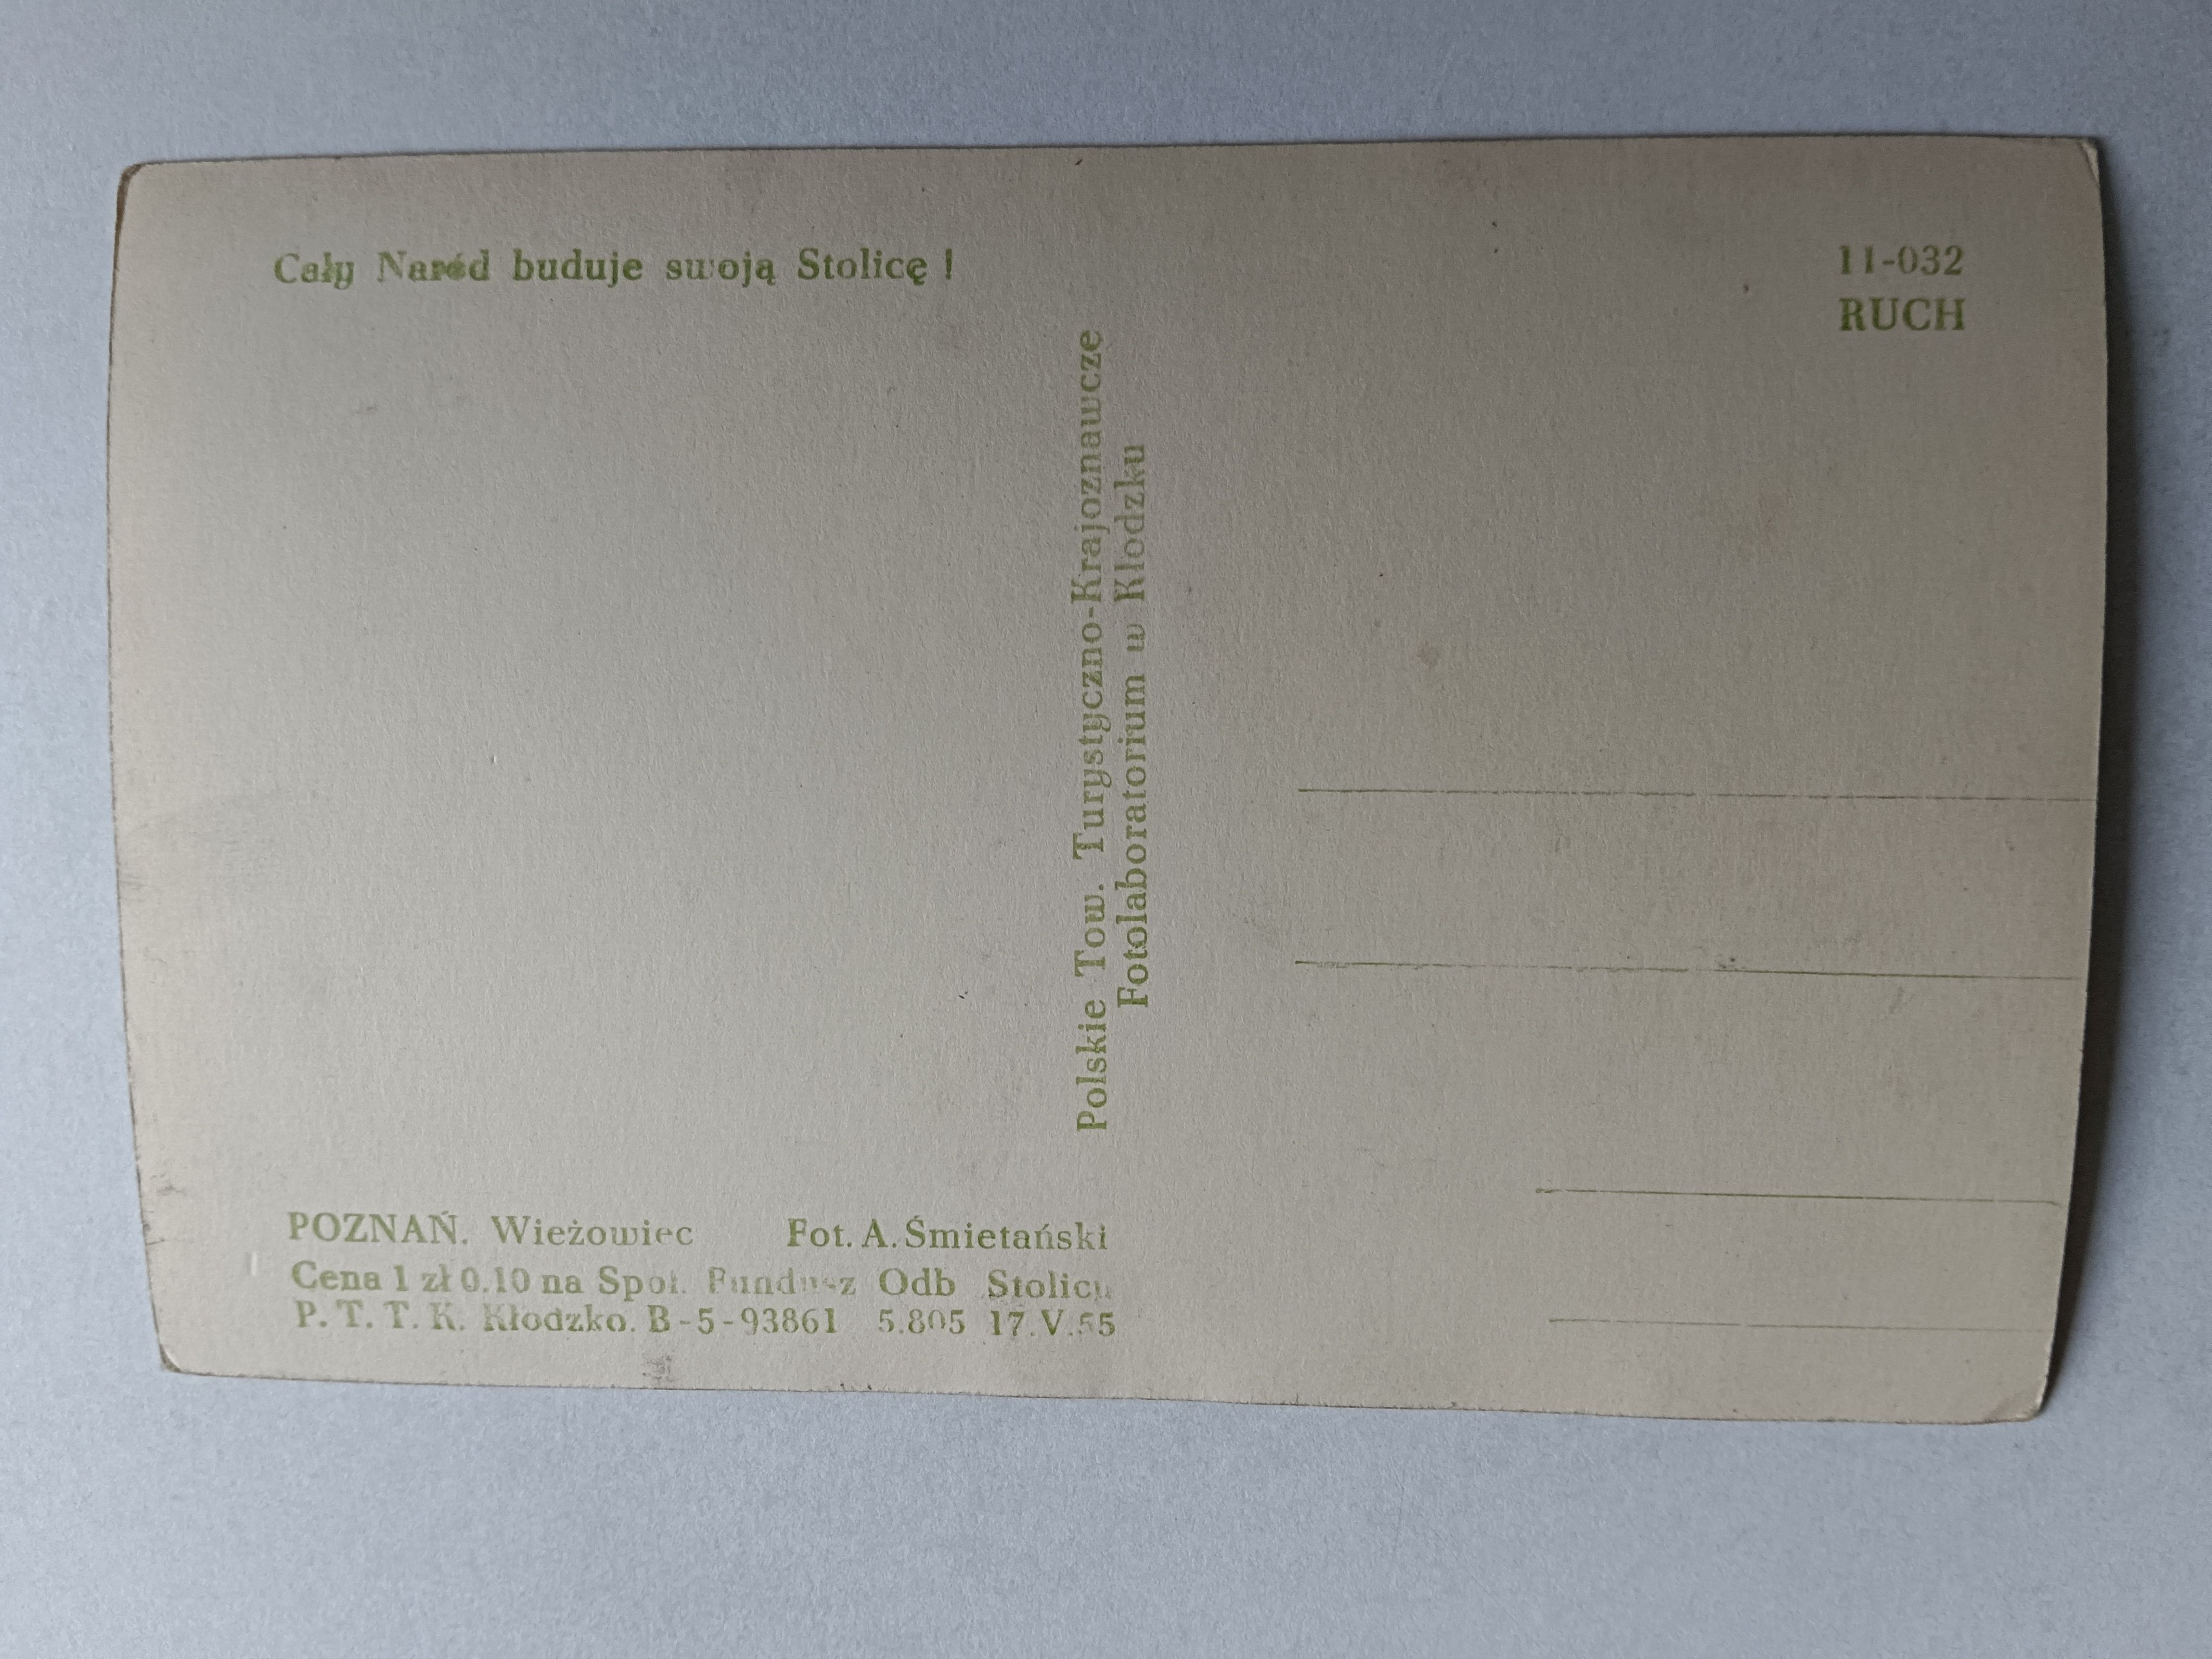 Cały Naród buduje swoją Stolicę !
11-032
RUCH
Polskie Tow. Turystyczno-Krajoznawcze
Fotolaboratorium w Kłodzku
POZNAŃ. Wieżowiec Fot. A. Śmietański
Cena 1 zł 0.10 na Społ. Fundusz Odb Stolicy
P. T. T. K. Kłodzko. B-5-93861 5.805 17.V.55